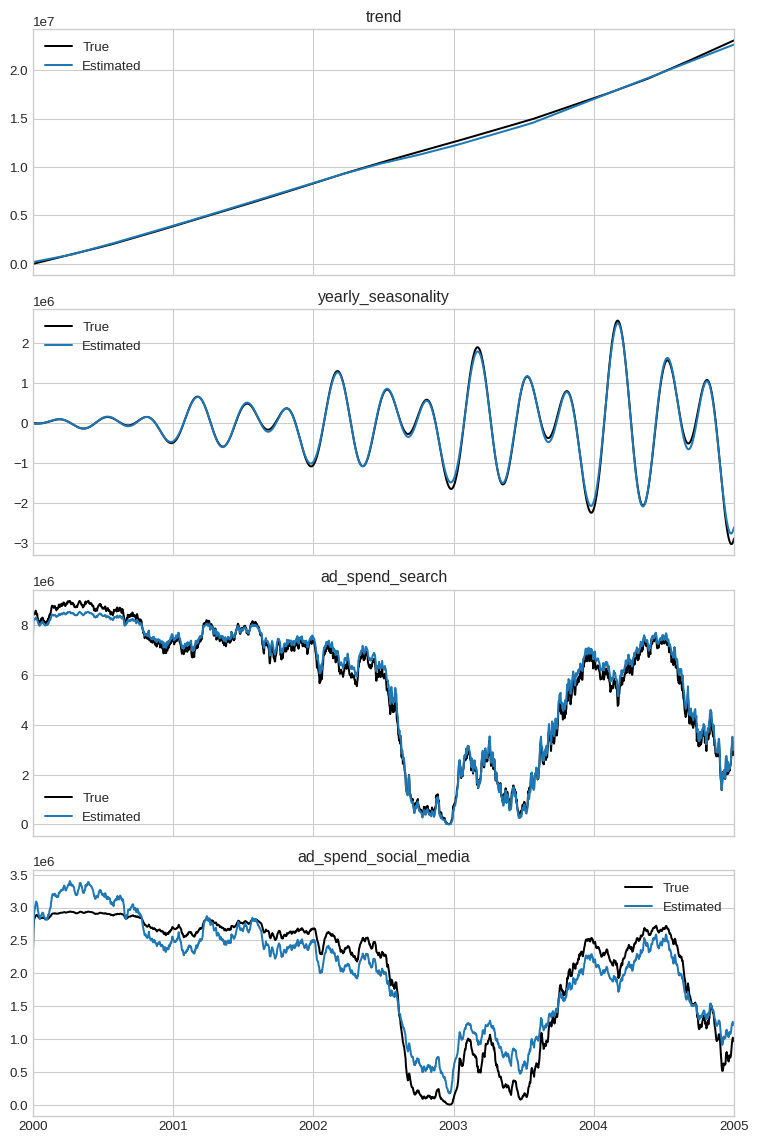 trend
1e7
True
Estimated
2.0
1.5
1.0
0.5
0.0
yearly_seasonality
1e6
True
Estimated
2
1
0
−1
−2
−3
ad_spend_search
1e6
8
6
4
2
0
True
Estimated
ad_spend_social_media
1e6
True
Estimated
3.5
3.0
2.5
2.0
1.5
1.0
0.5
0.0
2000 2001 2002 2003 2004 2005